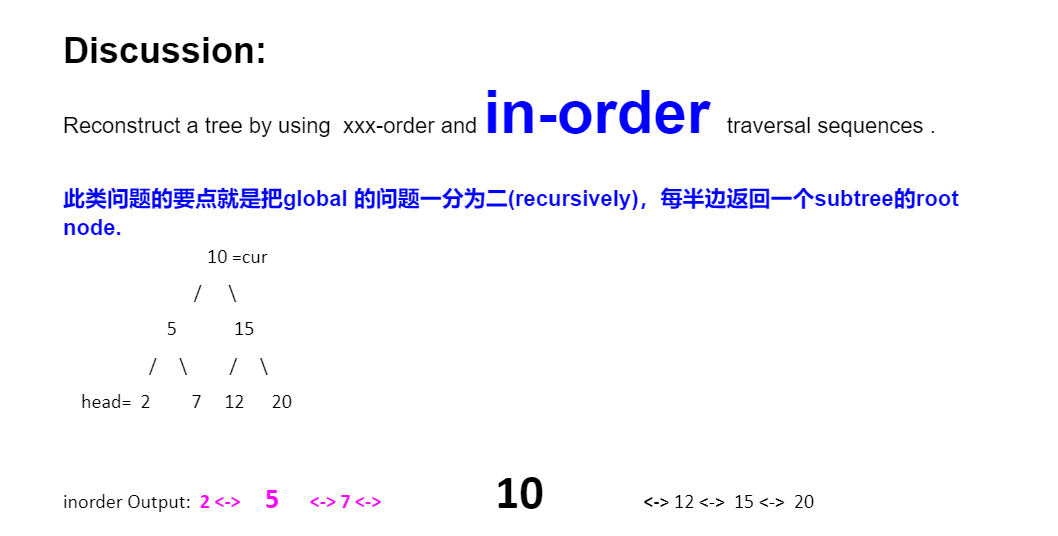 Discussion:
Reconstruct a tree by using  xxx-order and in-order traversal sequences .
此类问题的要点就是把global 的问题一分为二(recursively)，每半边返回一个subtree的root
node.
10 =cur
/ \
5 15
/ \ / \
head= 2 7 12 20
inorder Output: 2 <-> 5 <-> 7 <-> 10 <-> 12 <-> 15 <-> 20